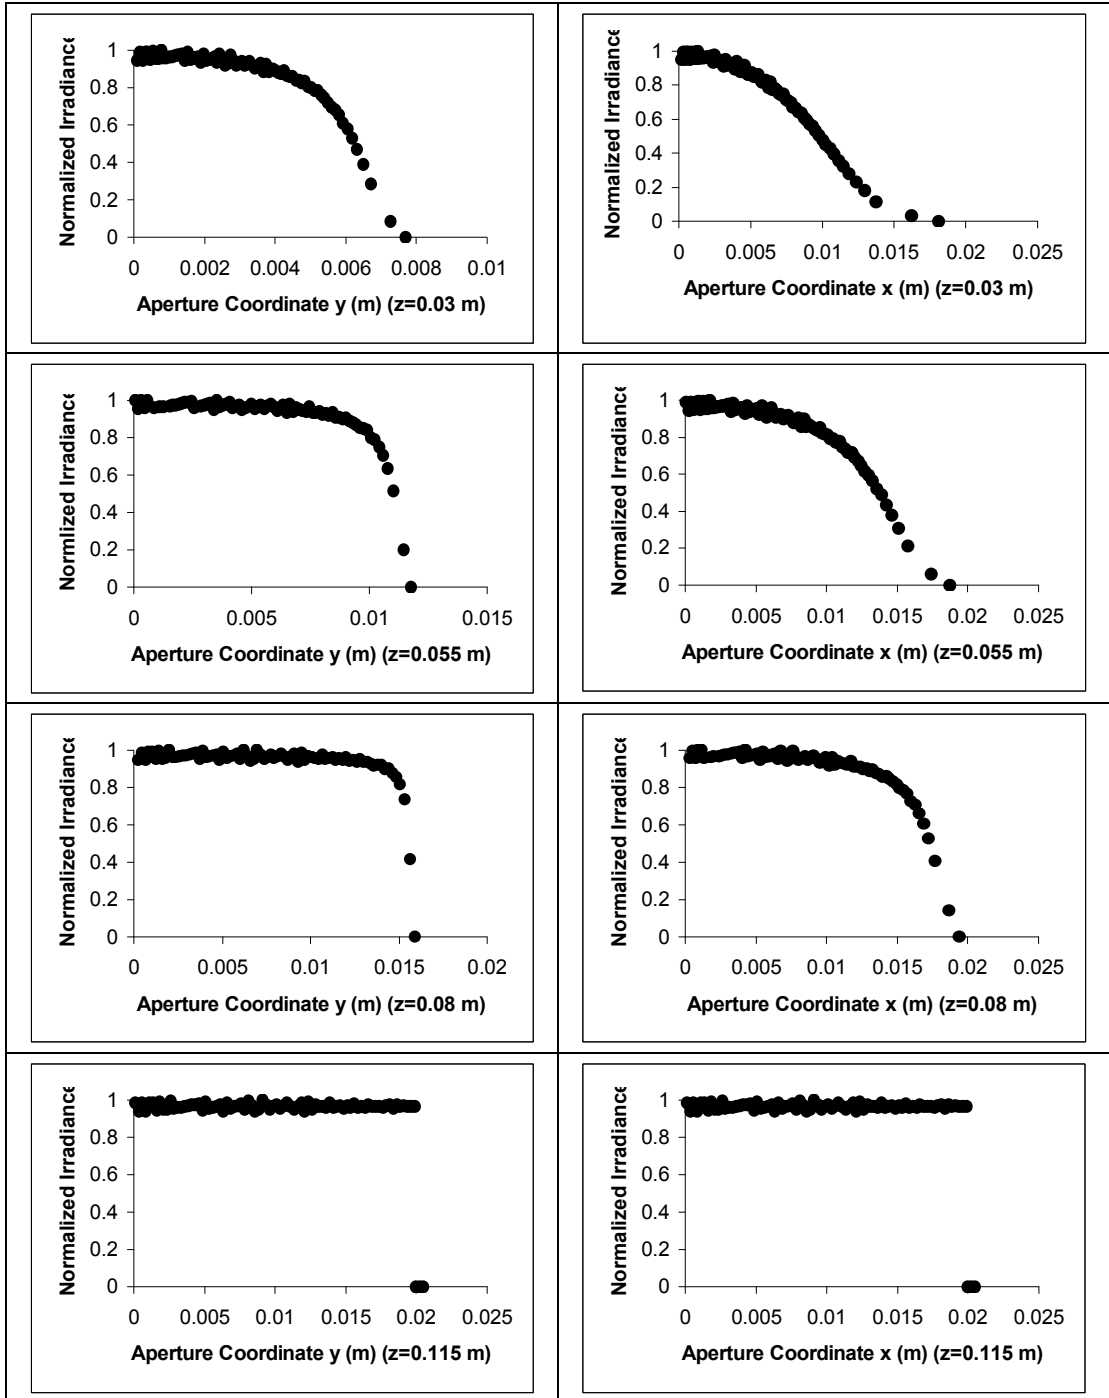 Normalized Irradiance
1
0.8
0.6
0.4
0.2
0
0 0.002 0.004 0.006 0.008 0.01
Aperture Coordinate y (m) (z=0.03 m)
Normalized Irradiance
1
0.8
0.6
0.4
0.2
0
0 0.005 0.01 0.015 0.02 0.025
Aperture Coordinate x (m) (z=0.03 m)
Normlized Irradiance
1
0.8
0.6
0.4
0.2
0
0 0.005 0.01 0.015
Aperture Coordinate y (m) (z=0.055 m)
Normalized Irradiance
1
0.8
0.6
0.4
0.2
0
0 0.005 0.01 0.015 0.02 0.025
Aperture Coordinate x (m) (z=0.055 m)
Normalized Irradiance
1
0.8
0.6
0.4
0.2
0
0 0.005 0.01 0.015 0.02
Aperture Coordinate y (m) (z=0.08 m)
Normalized Irradiance
1
0.8
0.6
0.4
0.2
0
0 0.005 0.01 0.015 0.02 0.025
Aperture Coordinate x (m) (z=0.08 m)
Normalized Irradiance
1
0.8
0.6
0.4
0.2
0
0 0.005 0.01 0.015 0.02 0.025
Aperture Coordinate y (m) (z=0.115 m)
Normalized Irradiance
1
0.8
0.6
0.4
0.2
0
0 0.005 0.01 0.015 0.02 0.025
Aperture Coordinate x (m) (z=0.115 m)